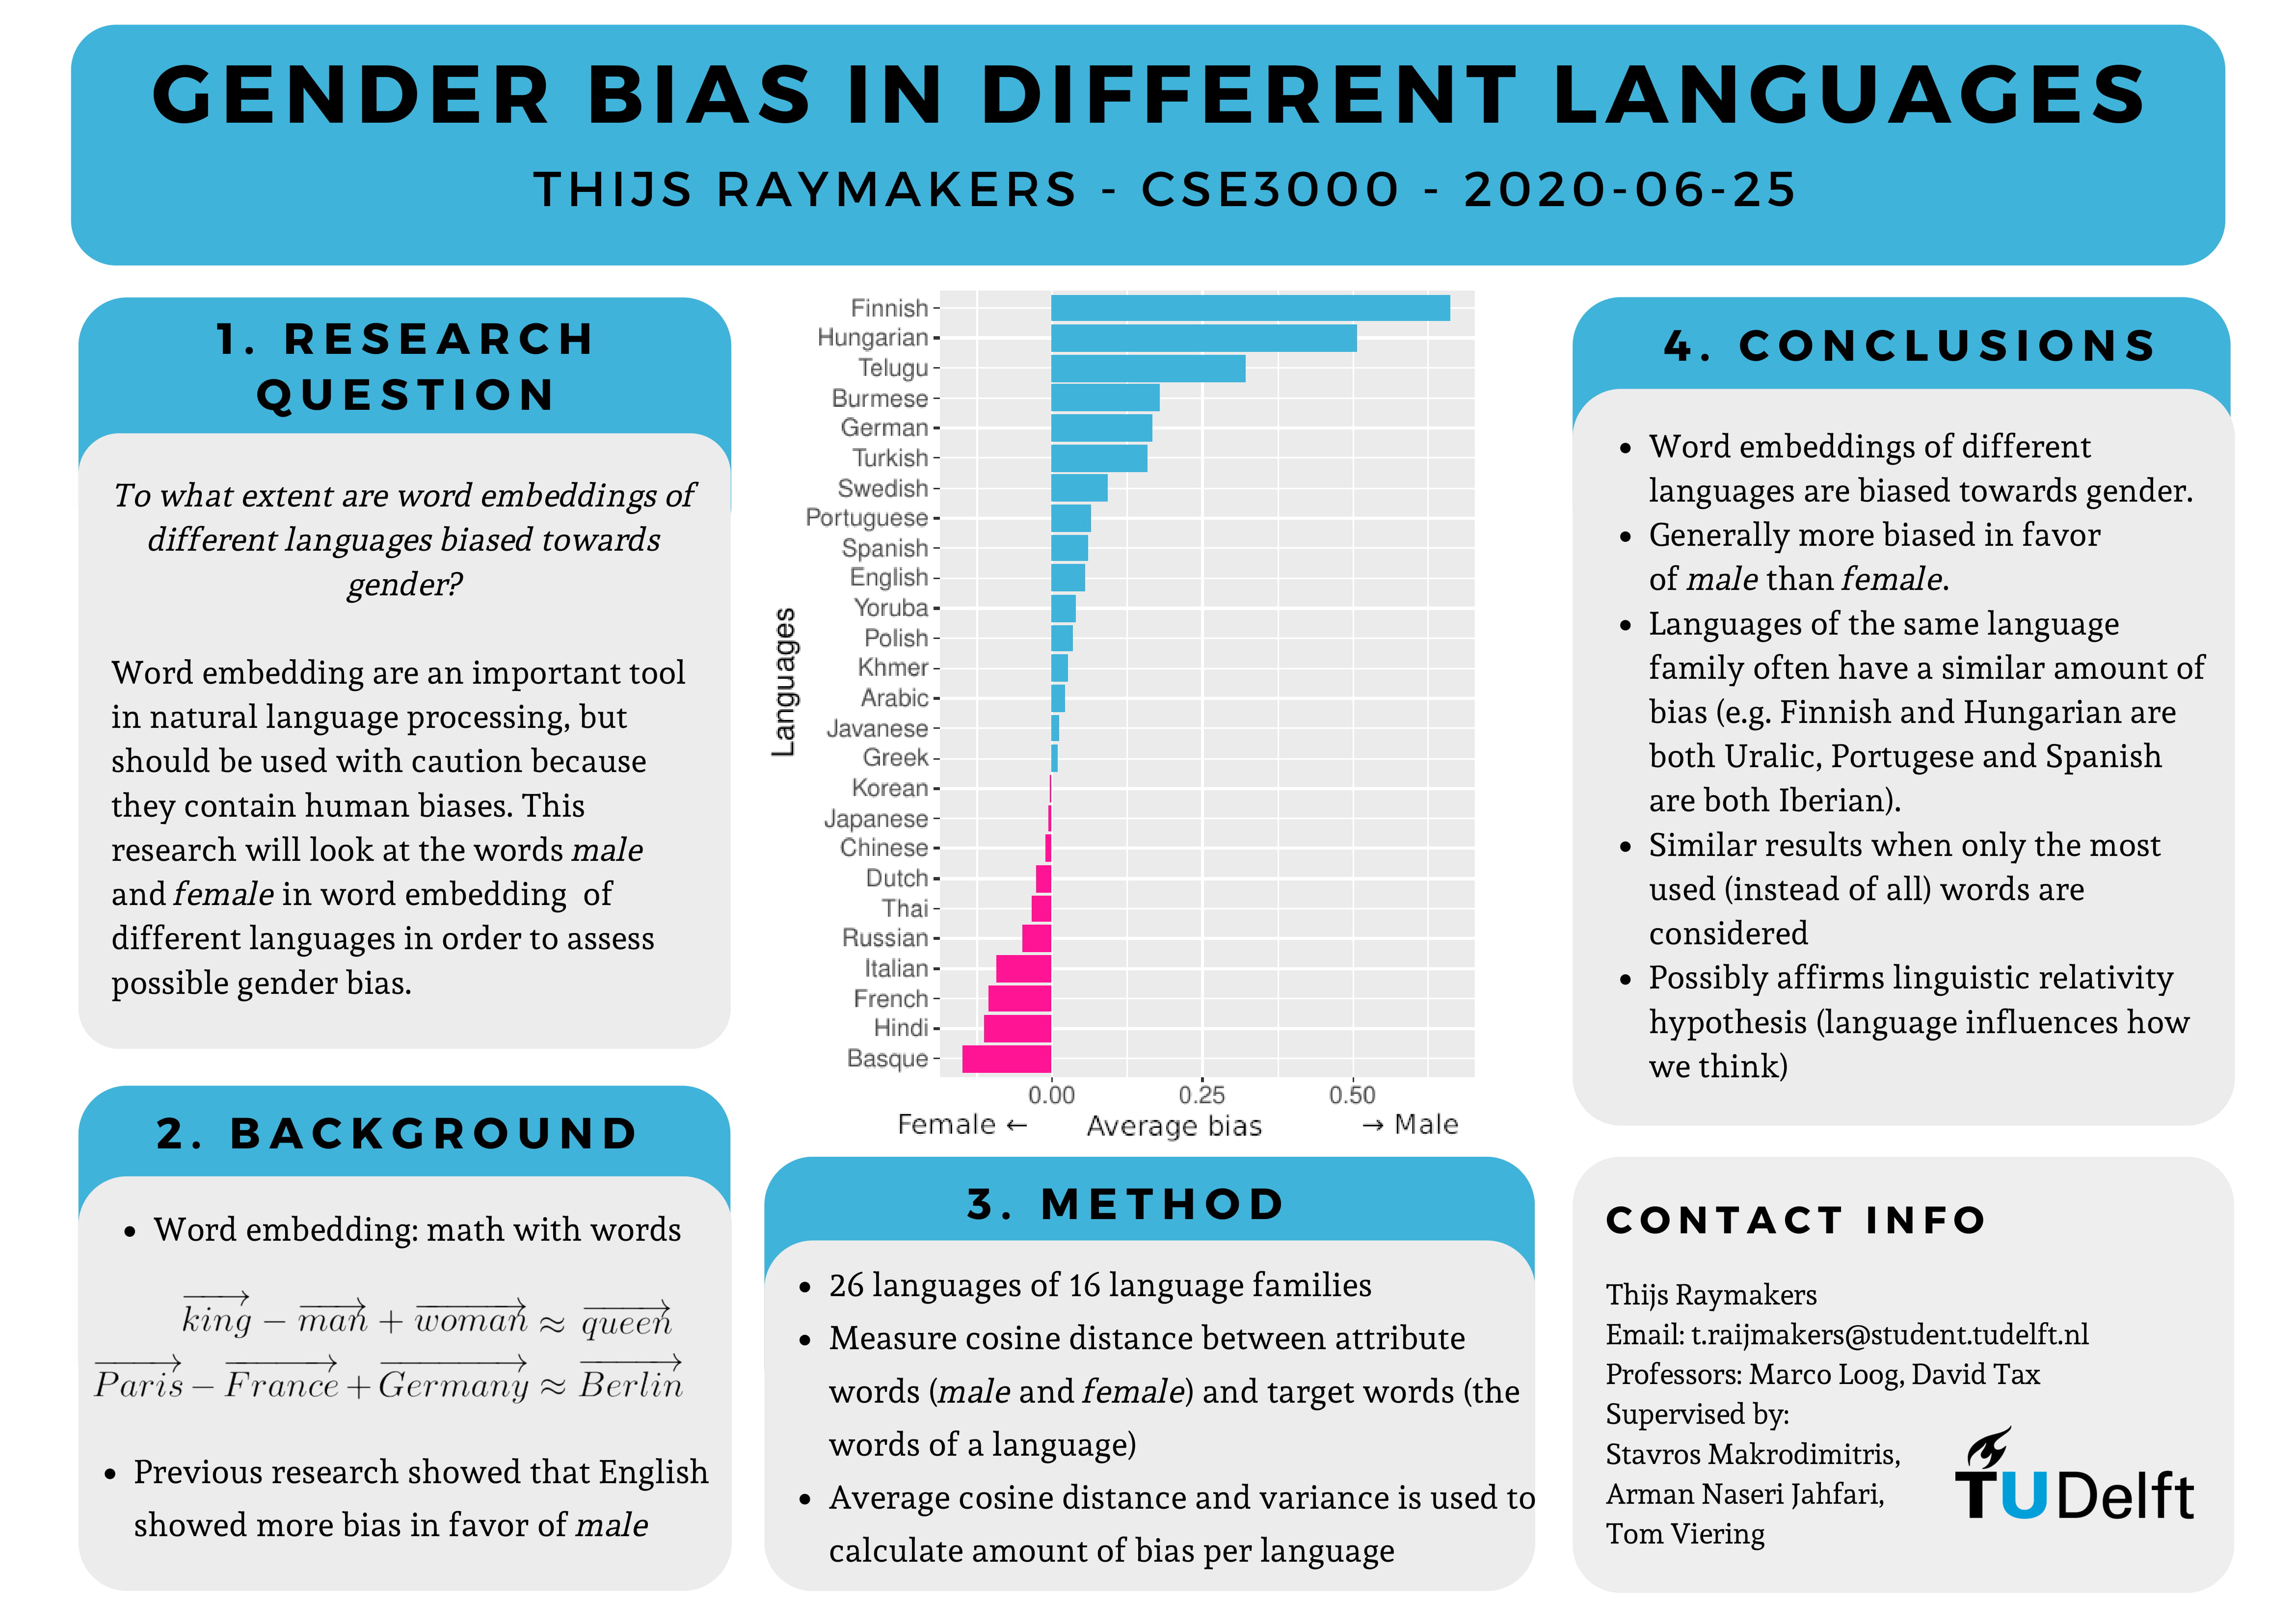 GENDER BIAS IN DIFFERENT LANGUAGES
THIJS RAYMAKERS - CSE3000 - 2020-06-25
1. RESEARCH
QUESTION
To what extent are word embeddings of
different languages biased towards
gender?
Word embedding are an important tool
in natural language processing, but
should be used with caution because
they contain human biases. This
research will look at the words male
and female in word embedding of
different languages in order to assess
possible gender bias.
2. BACKGROUND
• Word embedding: math with words
king − man + woman ≈ queen
Paris − France + Germany ≈ Berlin
• Previous research showed that English
showed more bias in favor of male
Languages
Finnish
Hungarian
Telugu
Burmese
German
Turkish
Swedish
Portuguese
Spanish
English
Yoruba
Polish
Khmer
Arabic
Javanese
Greek
Korean
Japanese
Chinese
Dutch
Thai
Russian
Italian
French
Hindi
Basque
0.00 0.25 0.50
Female ← Average bias → Male
3. METHOD
• 26 languages of 16 language families
• Measure cosine distance between attribute
words (male and female) and target words (the
words of a language)
• Average cosine distance and variance is used to
calculate amount of bias per language
4. CONCLUSIONS
• Word embeddings of different
languages are biased towards gender.
• Generally more biased in favor
of male than female.
• Languages of the same language
family often have a similar amount of
bias (e.g. Finnish and Hungarian are
both Uralic, Portugese and Spanish
are both Iberian).
• Similar results when only the most
used (instead of all) words are
considered
• Possibly affirms linguistic relativity
hypothesis (language influences how
we think)
CONTACT INFO
Thijs Raymakers
Email: t.raijmakers@student.tudelft.nl
Professors: Marco Loog, David Tax
Supervised by:
Stavros Makrodimitris,
Arman Naseri Jahfari,
Tom Viering
TUDelft